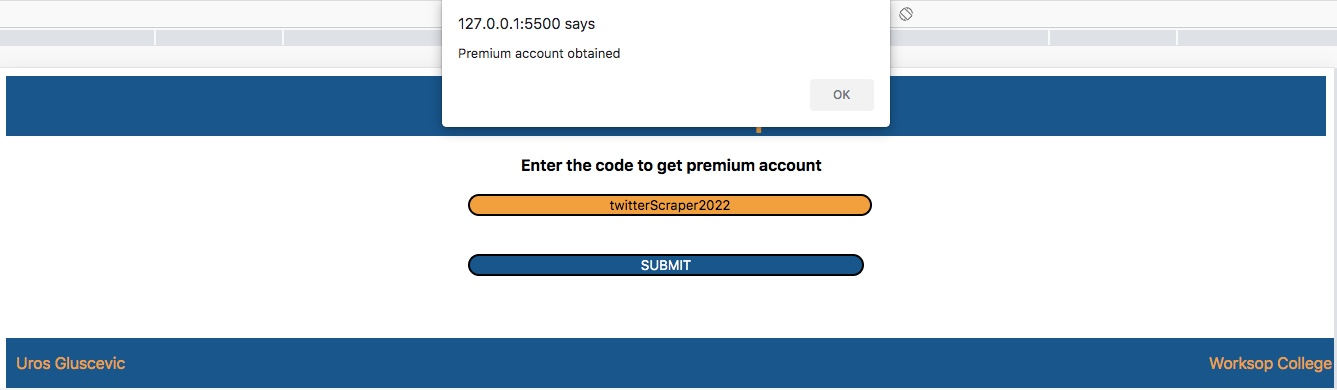 127.0.0.1:5500 says
Premium account obtained
OK
Enter the code to get premium account
twitterScraper2022
SUBMIT
Uros Gluscevic
Worksop College